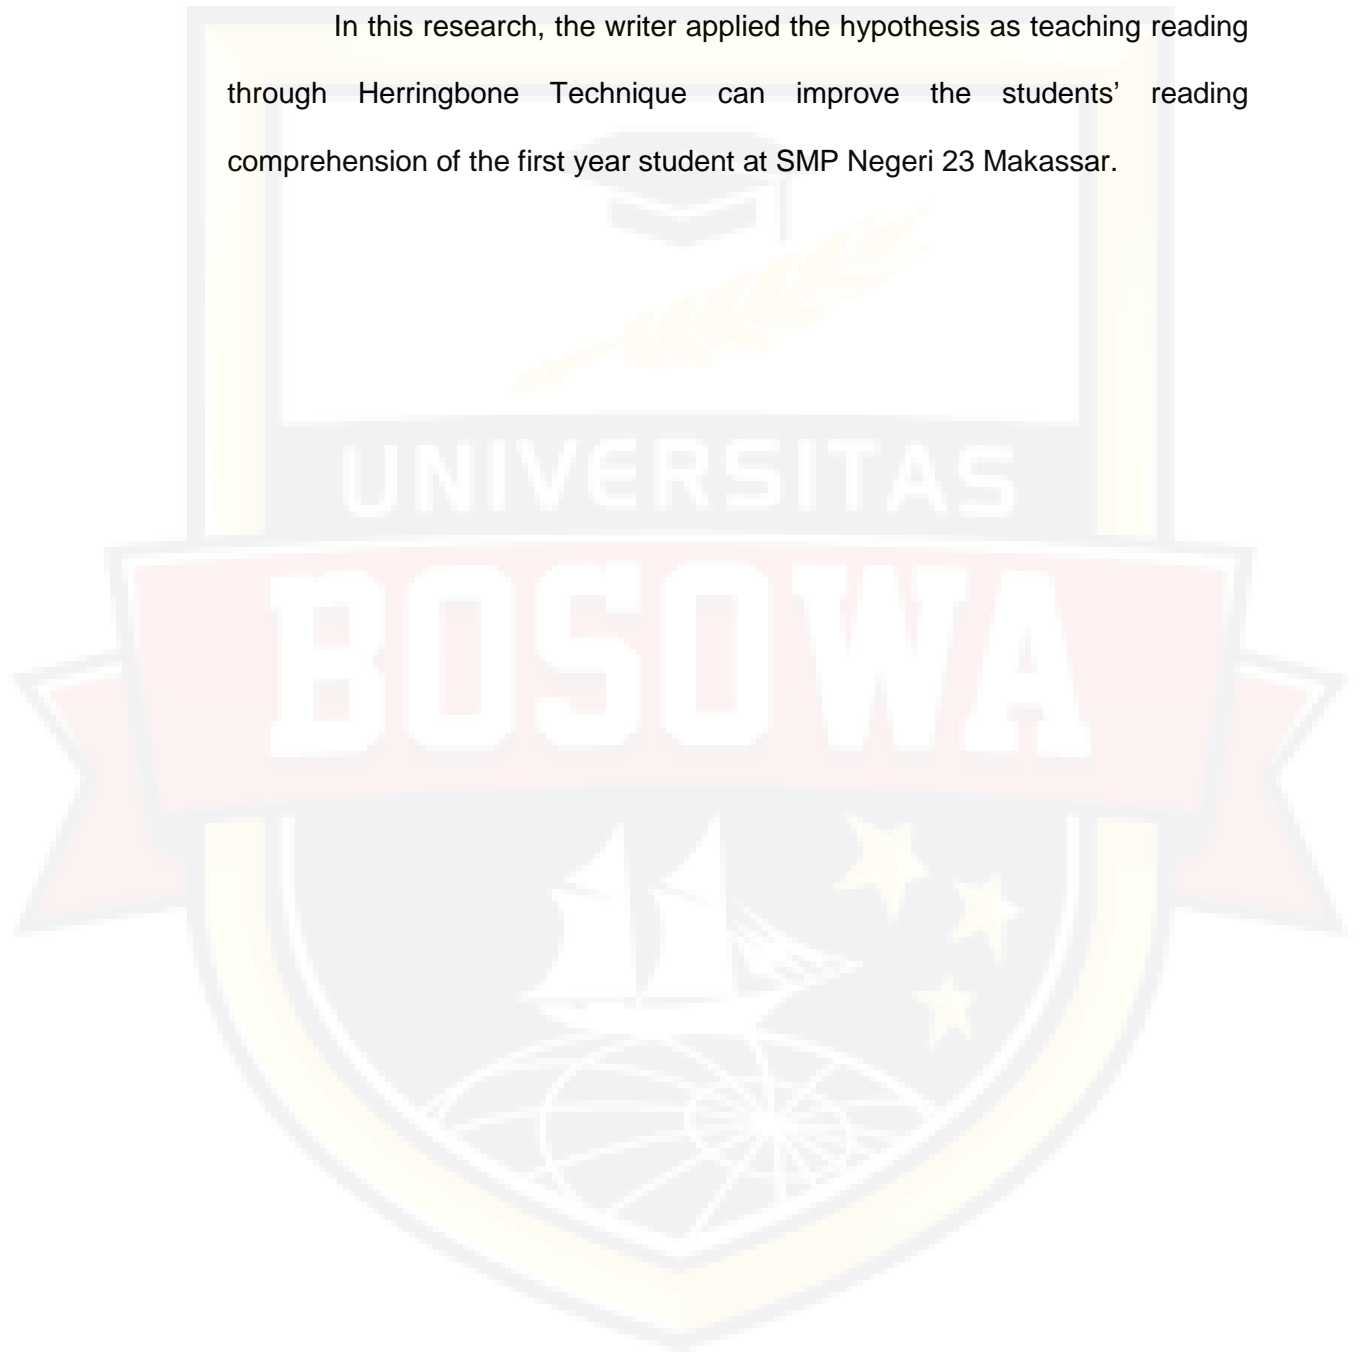 In this research, the writer applied the hypothesis as teaching reading
through Herringbone Technique can improve the students’ reading
comprehension of the first year student at SMP Negeri 23 Makassar.
UNIVERSITAS
BOSOWA